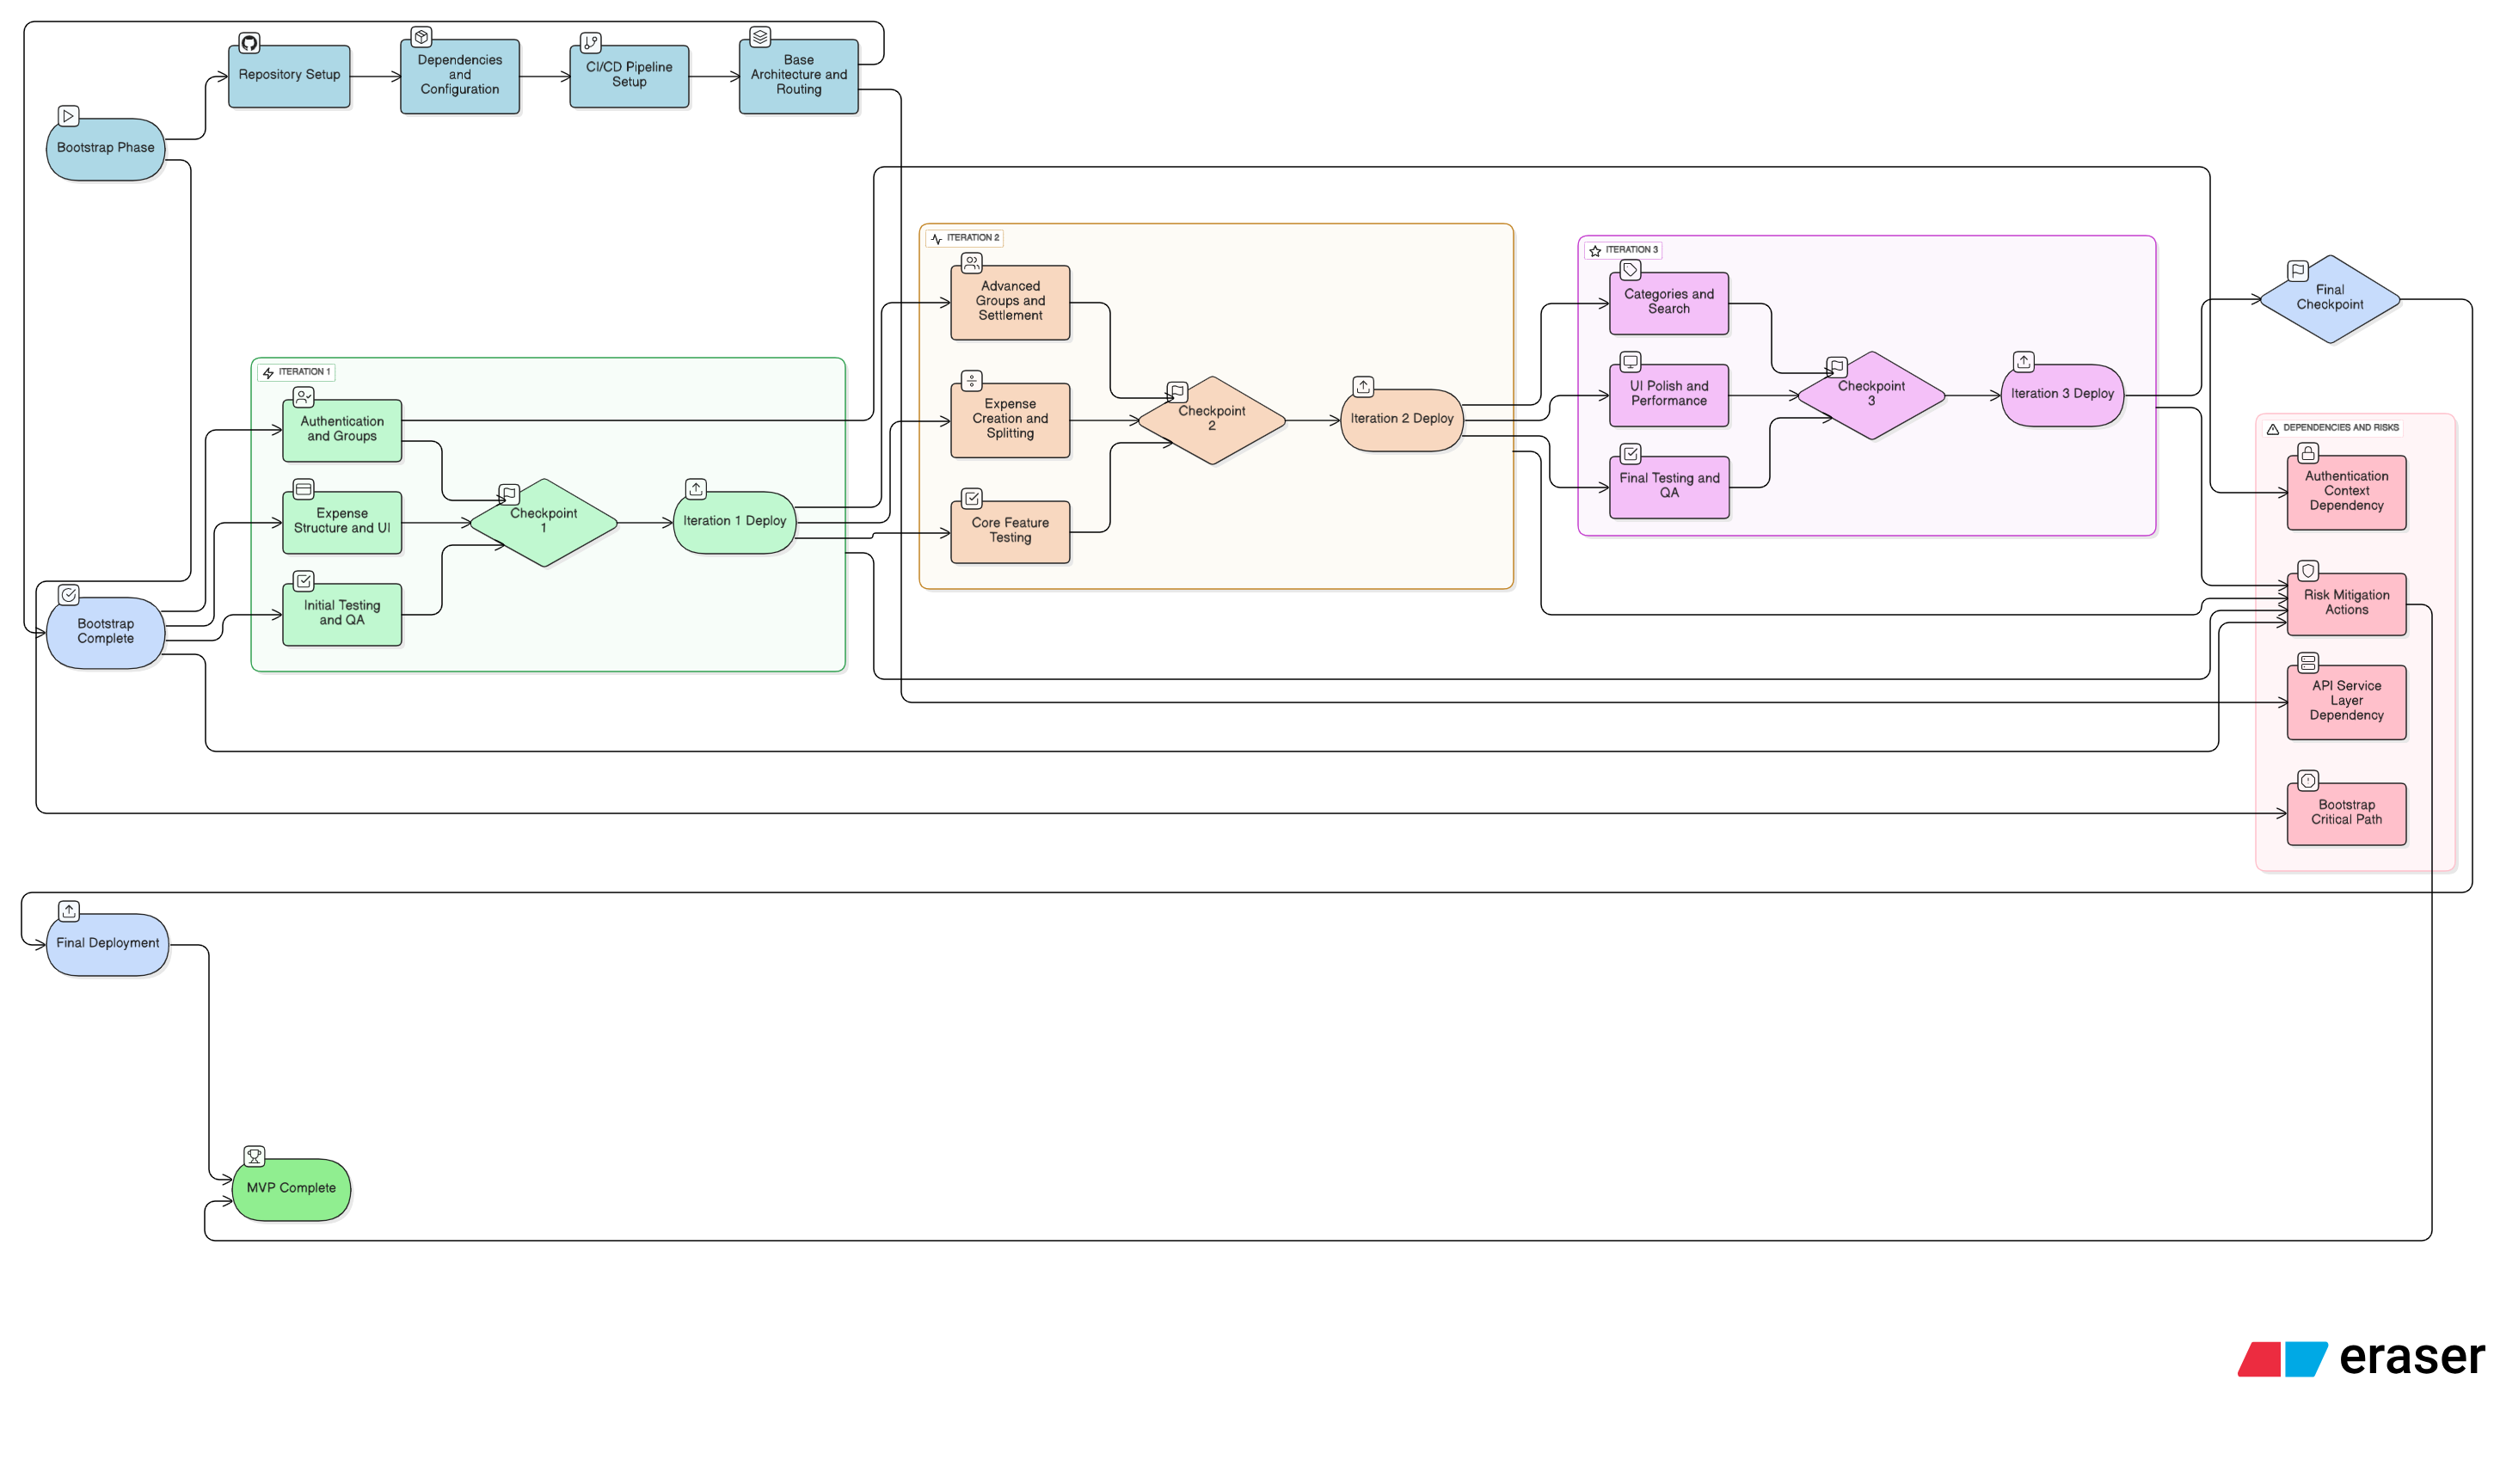 Repository Setup
Dependencies
and
Configuration
CI/CD Pipeline
Setup
Base
Architecture and
Routing
Bootstrap Phase
ITERATION 1
Authentication
and Groups
Expense
Structure and UI
Initial Testing
and QA
Checkpoint
1
Iteration 1 Deploy
Bootstrap
Complete
ITERATION 2
Advanced
Groups and
Settlement
Expense
Creation and
Splitting
Core Feature
Testing
Checkpoint
2
Iteration 2 Deploy
ITERATION 3
Categories and
Search
UI Polish and
Performance
Final Testing and
QA
Checkpoint
3
Iteration 3 Deploy
Final
Checkpoint
DEPENDENCIES AND RISKS
Authentication
Context
Dependency
Risk Mitigation
Actions
API Service
Layer
Dependency
Bootstrap
Critical Path
Final Deployment
MVP Complete
eraser